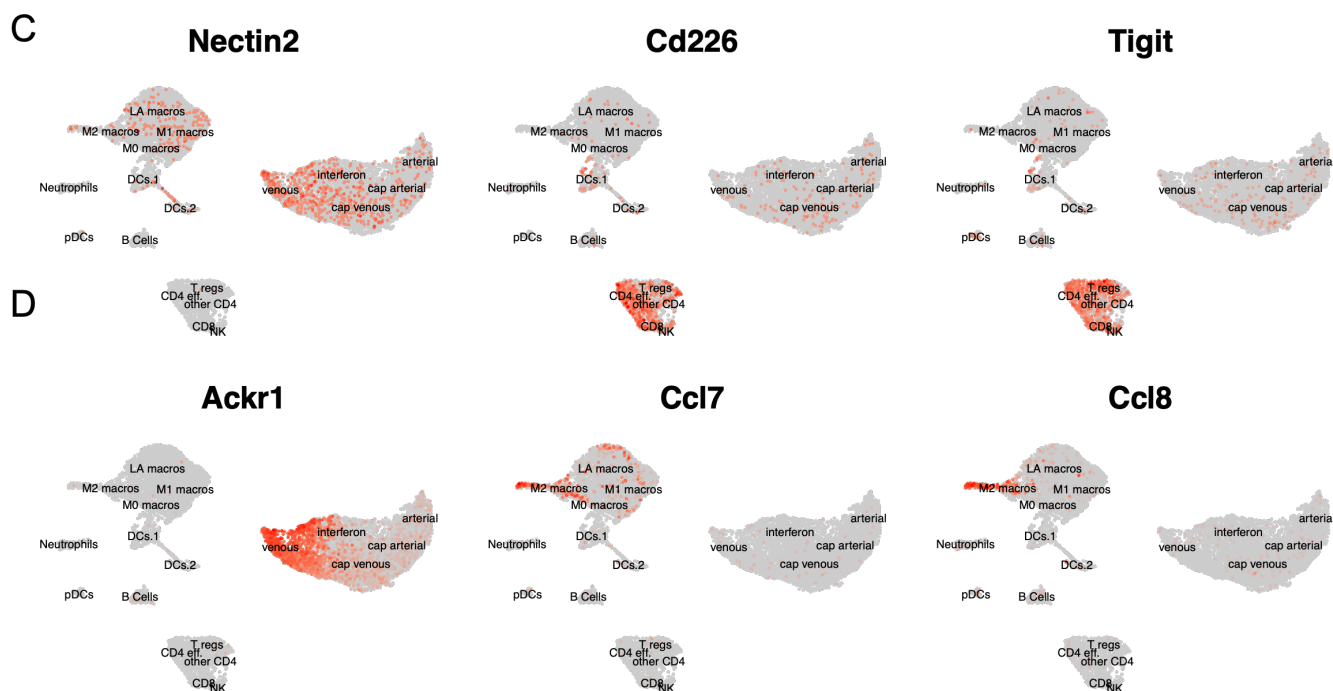 C
Nectin2 Cd226 Tigit
LA macros LA macros LA macros
M2 macros M1 macros M2 macros M1 macros M2 macros M1 macros
M0 macros M0 macros M0 macros
arterial arterial arteria
interferon interferon interferon
Neutrophils DCs.1 venous cap arterial Neutrophils DCs.1 venous cap arterial Neutrophils DCs.1 venous cap arterial
DCs.2 cap venous DCs.2 cap venous DCs.2 cap venous
pDCs B Cells pDCs B Cells pDCs B Cells
D
T regs T regs T regs
CD4 eff. CD4 eff. CD4 eff.
other CD4 other CD4 other CD4
CD8 CD8 CD8
NK NK NK
Ackr1 Ccl7 Ccl8
LA macros LA macros LA macros
M2 macros M1 macros M2 macros M1 macros M2 macros M1 macros
M0 macros M0 macros M0 macros
arterial arterial arteria
interferon interferon interferon
Neutrophils DCs.1 venous cap arterial Neutrophils DCs.1 venous cap arterial Neutrophils DCs.1 venous cap arterial
DCs.2 cap venous DCs.2 cap venous DCs.2 cap venous
pDCs B Cells pDCs B Cells pDCs B Cells
T regs T regs T regs
CD4 eff. CD4 eff. CD4 eff.
other CD4 other CD4 other CD4
CD8 CD8 CD8
NK NK NK